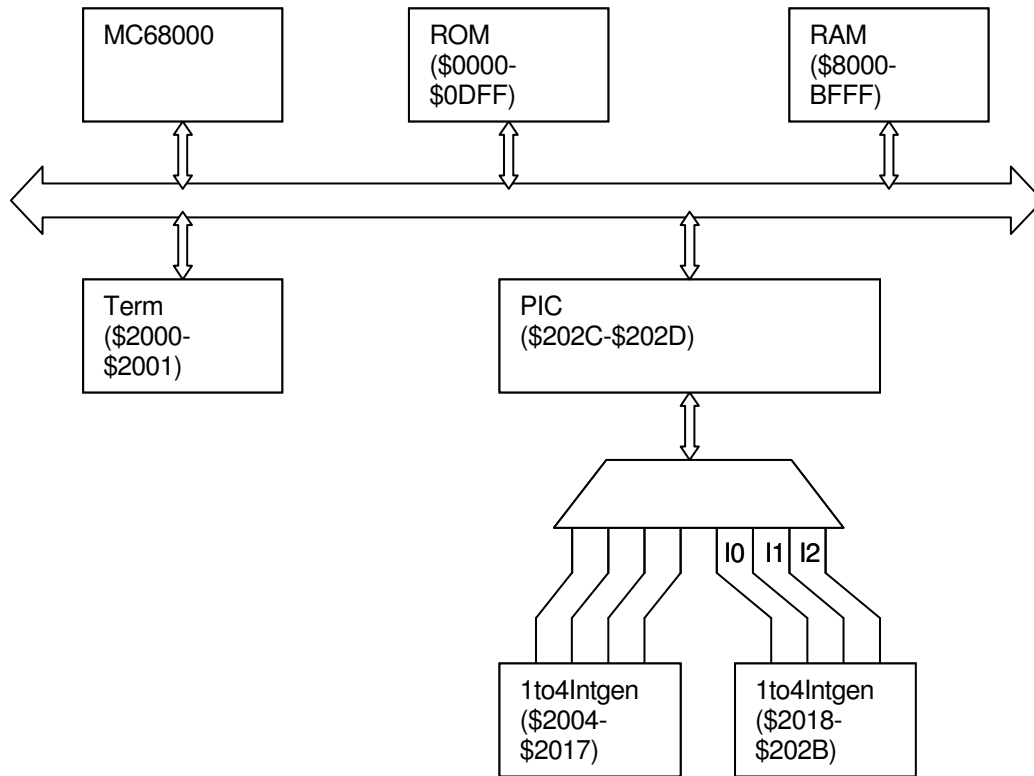 MC68000
ROM
($0000-
$0DFF)
RAM
($8000-
BFFF)
Term
($2000-
$2001)
PIC
($202C-$202D)
I0 I1 I2
1to4Intgen
($2004-
$2017)
1to4Intgen
($2018-
$202B)